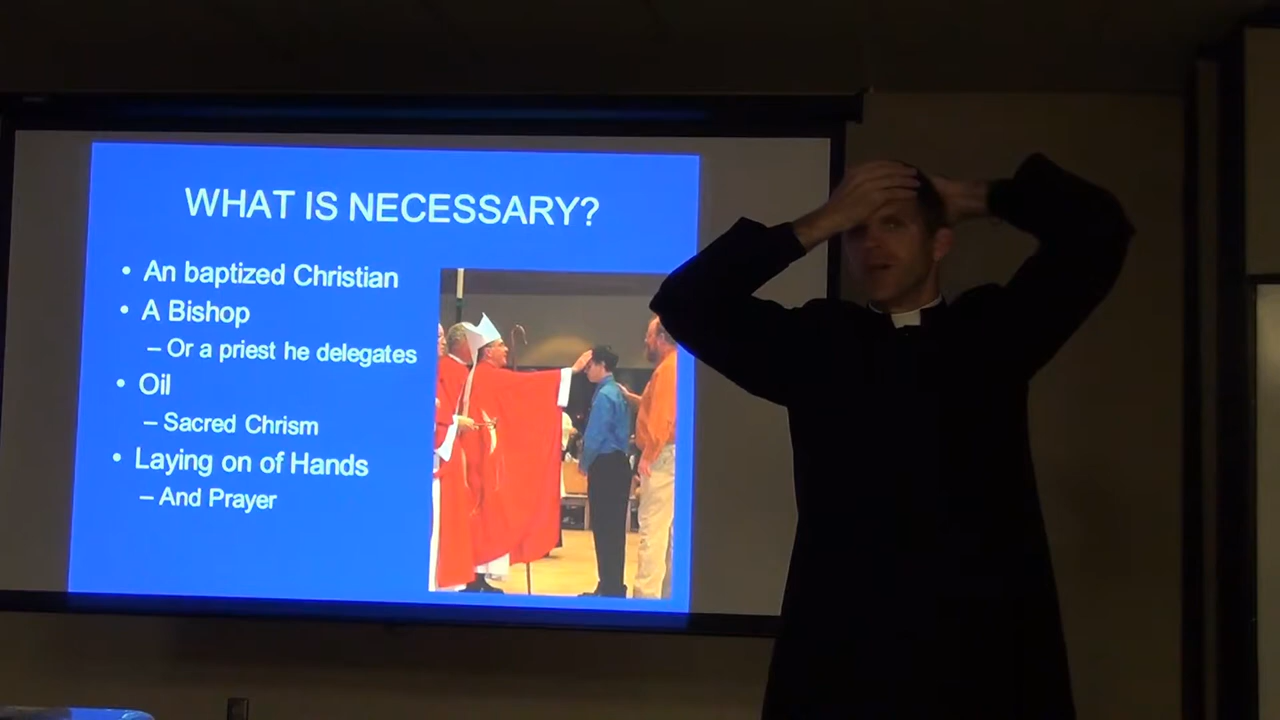 WHAT IS NECESSARY?
• An baptized Christian
• A Bishop
– Or a priest he delegates
• Oil
– Sacred Chrism
• Laying on of Hands
– And Prayer